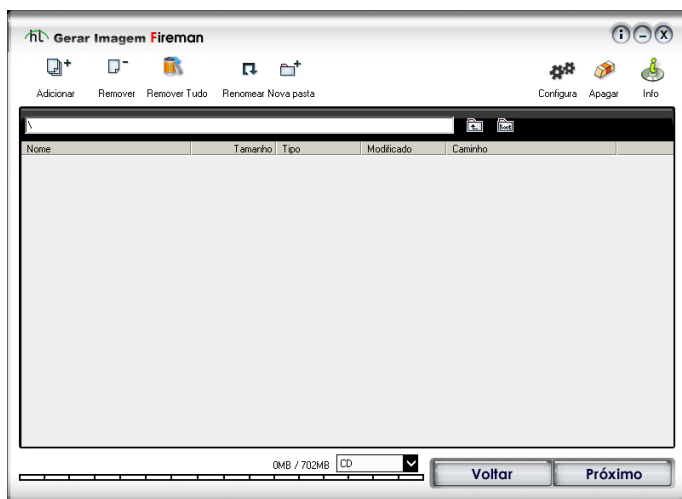 ht Gerar Imagem Fireman
Adicionar Remover Remover Tudo Renomear Nova pasta Configura Apagar Info
\
Nome Tamanho Tipo Modificado Caminho
0MB / 702MB CD
Voltar Próximo